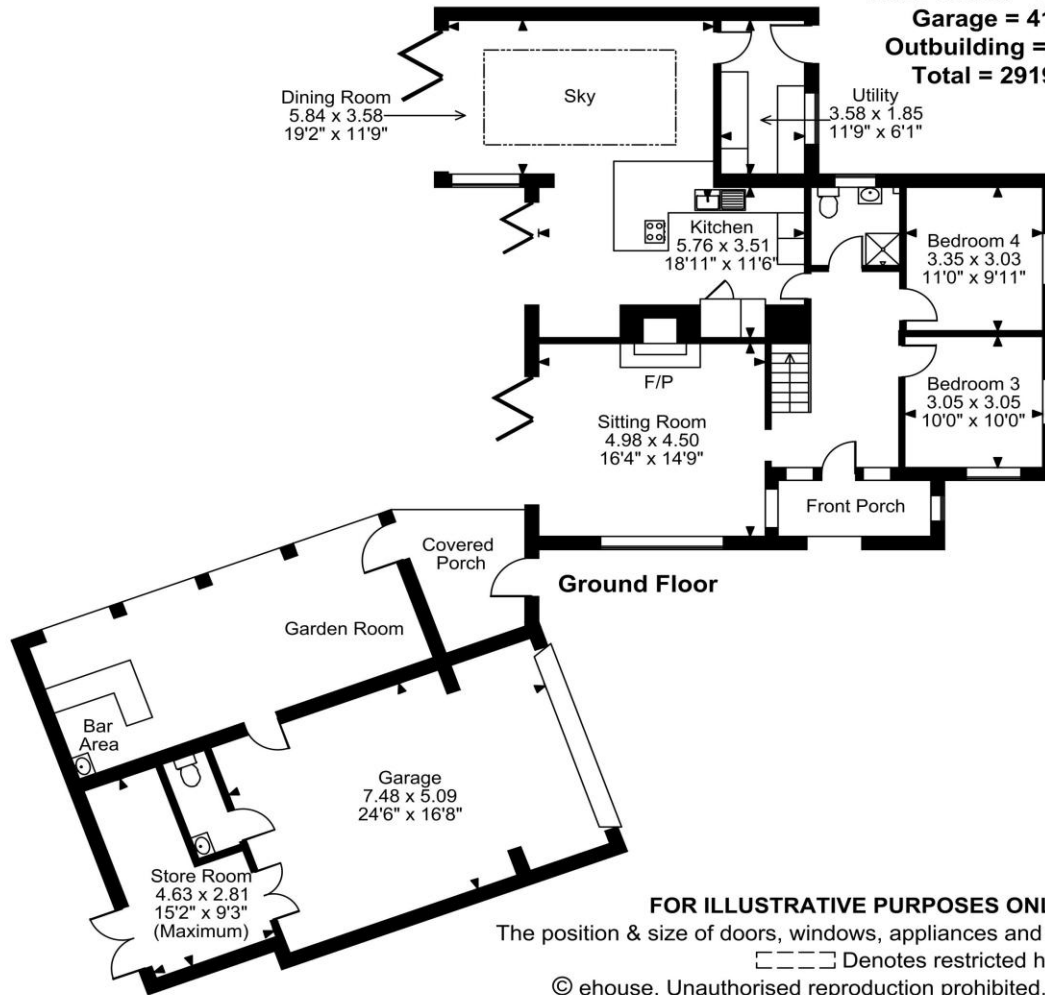 Garage = 41
Outbuilding =
Total = 2919
Dining Room
5.84 x 3.58
19'2" x 11'9"
Sky
Utility
3.58 x 1.85
11'9" x 6'1"
Kitchen
5.76 x 3.51
18'11" x 11'6"
Bedroom 4
3.35 x 3.03
11'0" x 9'11"
F/P
Sitting Room
4.98 x 4.50
16'4" x 14'9"
Bedroom 3
3.05 x 3.05
10'0" x 10'0"
Front Porch
Covered
Porch
Ground Floor
Garden Room
Bar
Area
Garage
7.48 x 5.09
24'6" x 16'8"
Store Room
4.63 x 2.81
15'2" x 9'3"
(Maximum)
FOR ILLUSTRATIVE PURPOSES ONL
The position & size of doors, windows, appliances and
Denotes restricted h
© ehouse. Unauthorised reproduction prohibited.